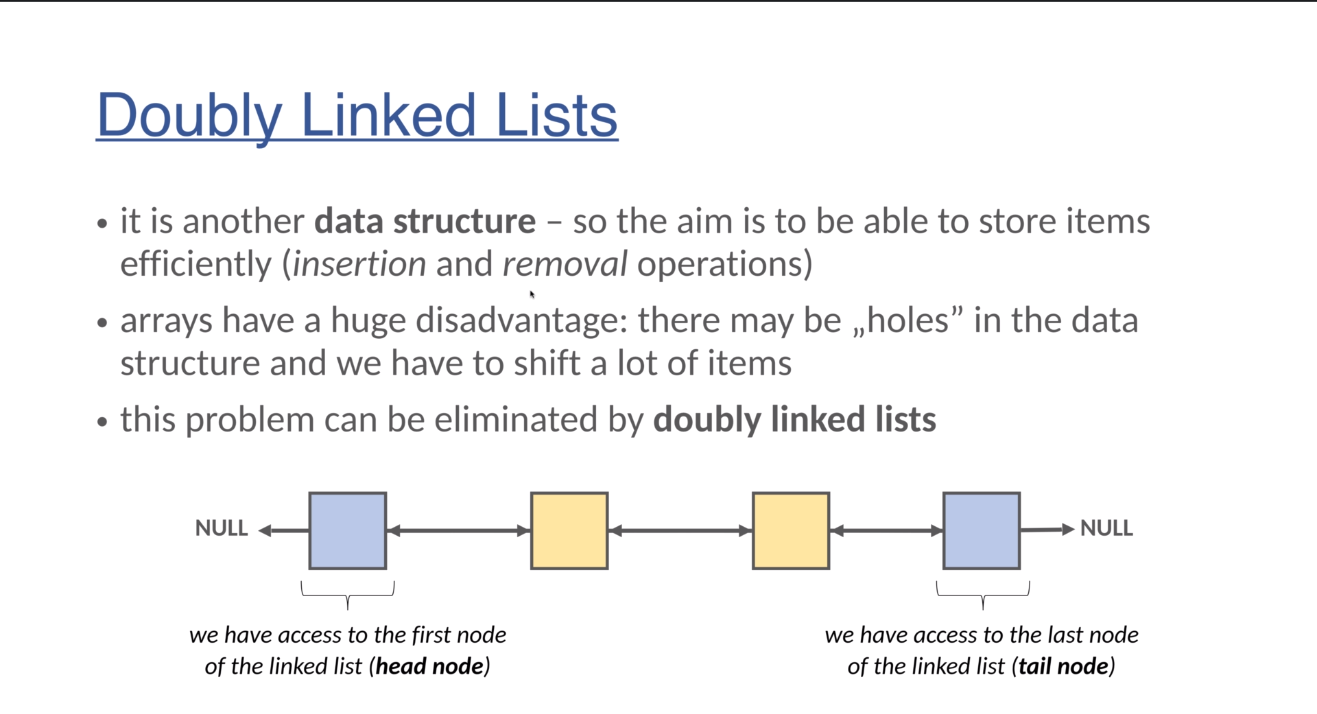 Doubly Linked Lists
• it is another data structure – so the aim is to be able to store items
efficiently (insertion and removal operations)
• arrays have a huge disadvantage: there may be „holes” in the data
structure and we have to shift a lot of items
• this problem can be eliminated by doubly linked lists
NULL NULL
we have access to the first node
of the linked list (head node)
we have access to the last node
of the linked list (tail node)